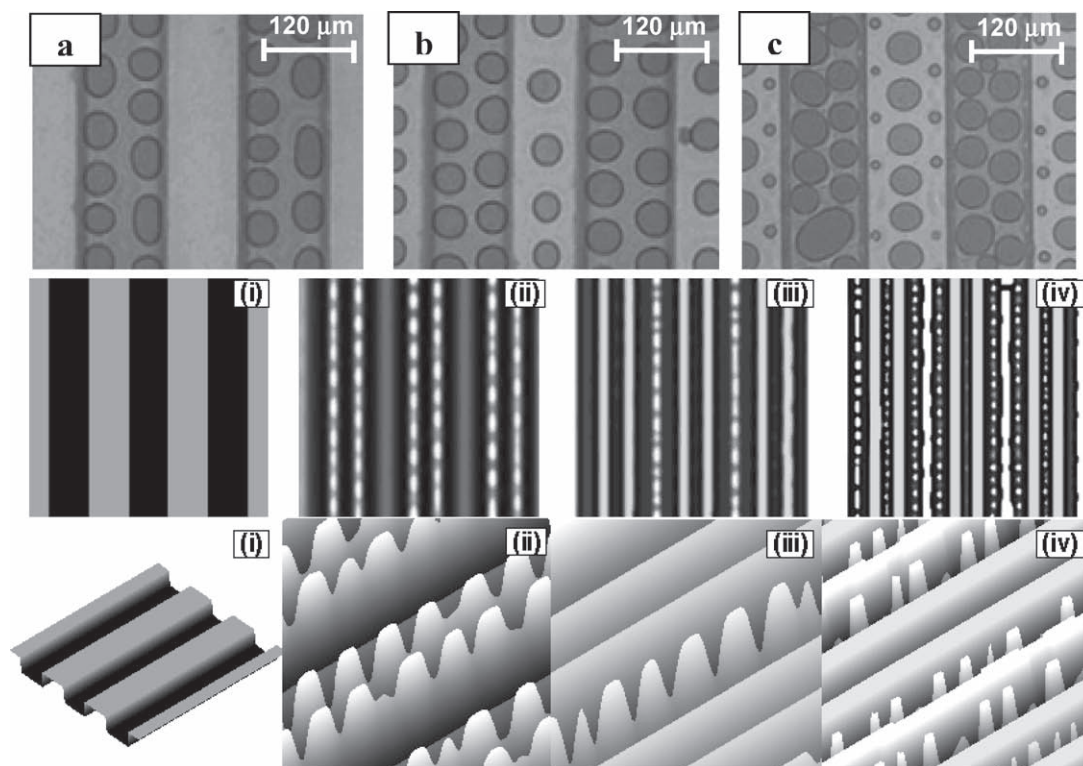 a
120 μm
b
120 μm
c
120 μm
(i)
(ii)
(iii)
(iv)
(i)
(ii)
(iii)
(iv)